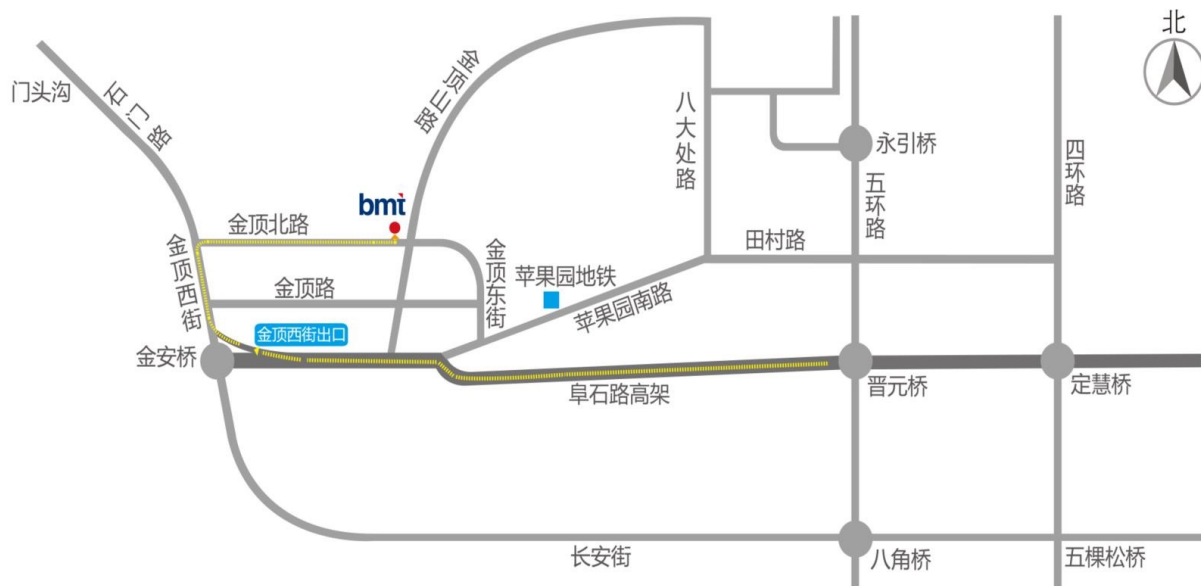 北
门头沟
石门路
金顶山路
八大处路
永引桥
四环路
五环路
bmt
金顶北路
田村路
金顶西街
金顶东街
苹果园地铁
金顶路
苹果园南路
金顶西街出口
金安桥
阜石路高架
晋元桥
定慧桥
长安街
八角桥
五棵松桥